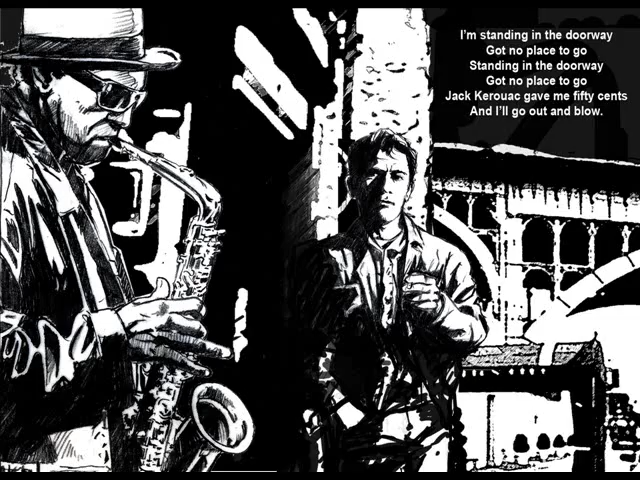 I'm standing in the doorway
Got no place to go
Standing in the doorway
Got no place to go
Jack Kerouac gave me fifty cents
And I'll go out and blow.